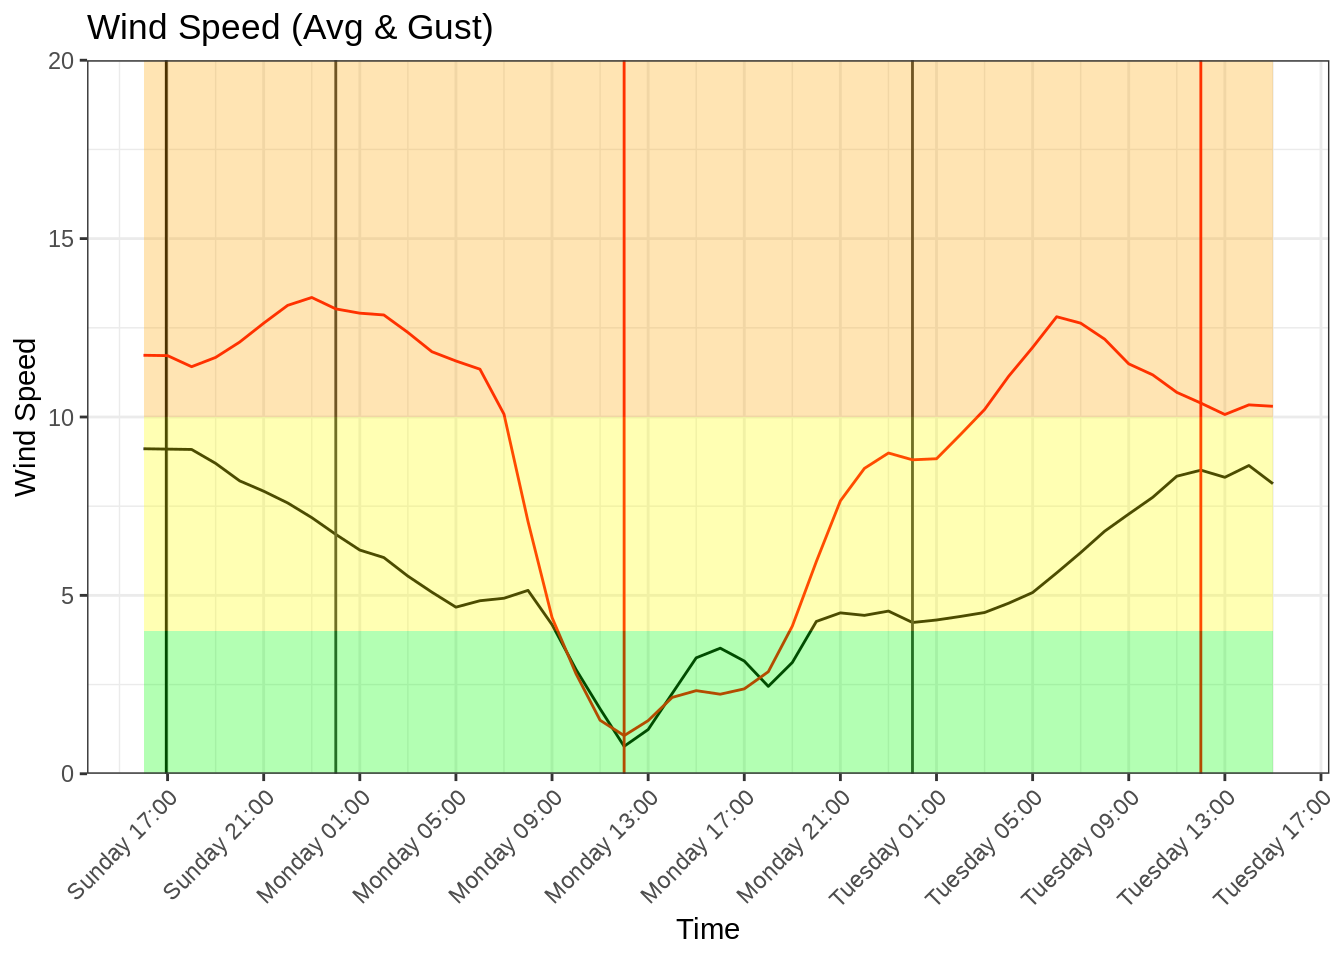 Wind Speed (Avg & Gust)
20
15
10
5
0
Wind Speed
Sunday 17:00
Sunday 21:00
Monday 01:00
Monday 05:00
Monday 09:00
Monday 13:00
Monday 17:00
Monday 21:00
Tuesday 01:00
Tuesday 05:00
Tuesday 09:00
Tuesday 13:00
Tuesday 17:00
Time